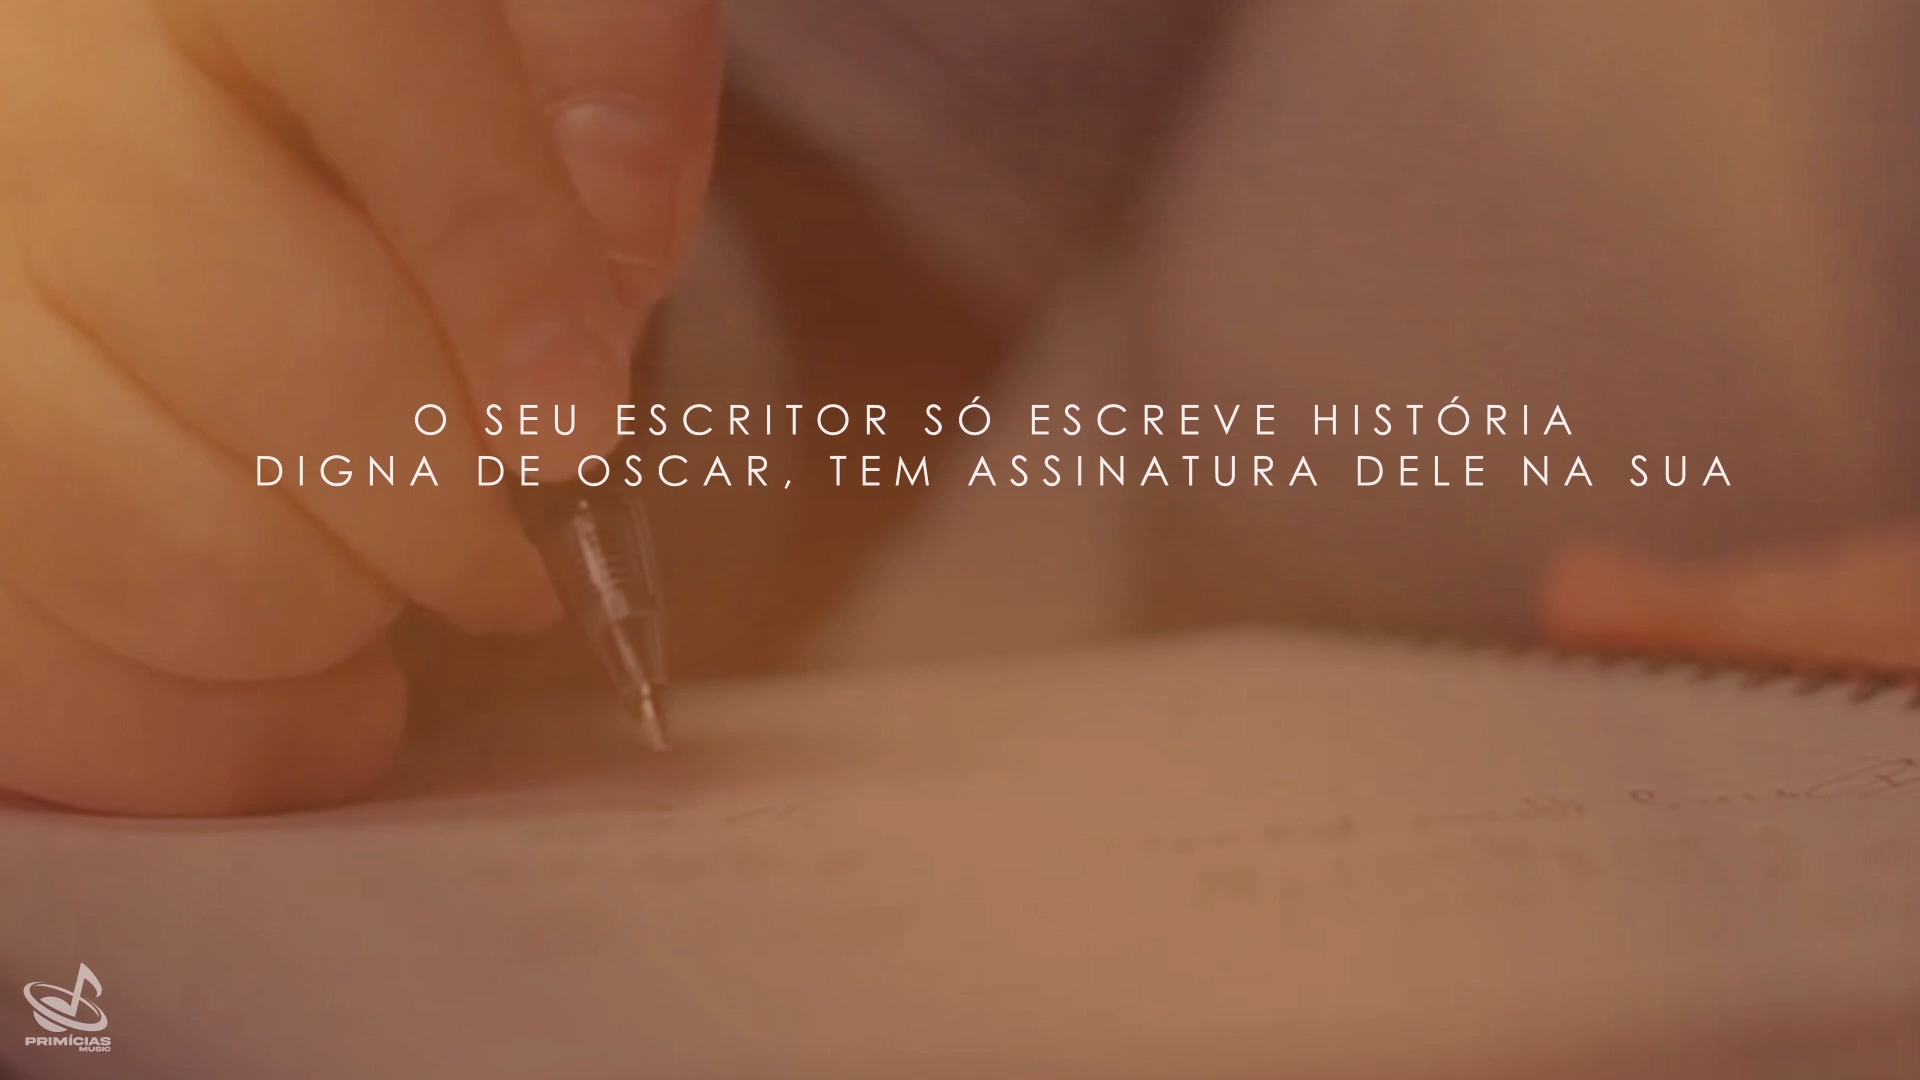 O SEU ESCRITOR SÓ ESCREVE HISTÓRIA
DIGNA DE OSCAR, TEM ASSINATURA DELE NA SUA
PRIMÍCIAS
MUSIC